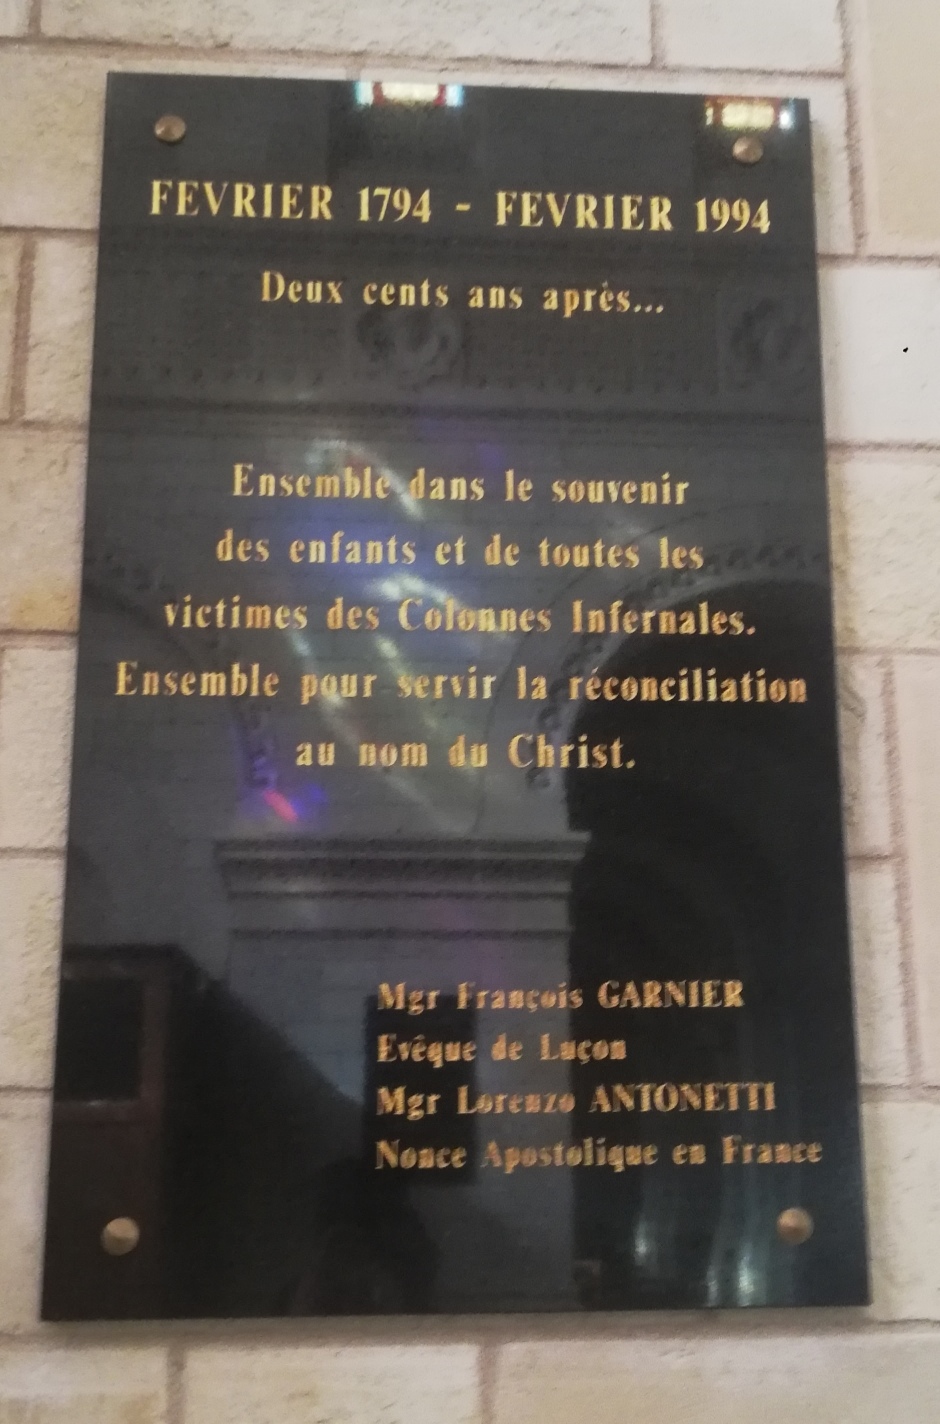 FEVRIER 1794 - FEVRIER 1994
Deux cents ans après...
Ensemble dans le souvenir
des enfants et de toutes les
victimes des Colonnes Infernales.
Ensemble pour servir la réconciliation
au nom du Christ.
Mgr François GARNIER
Evêque de Luçon
Mgr Lorenzo ANTONETTI
Nonce Apostolique en France